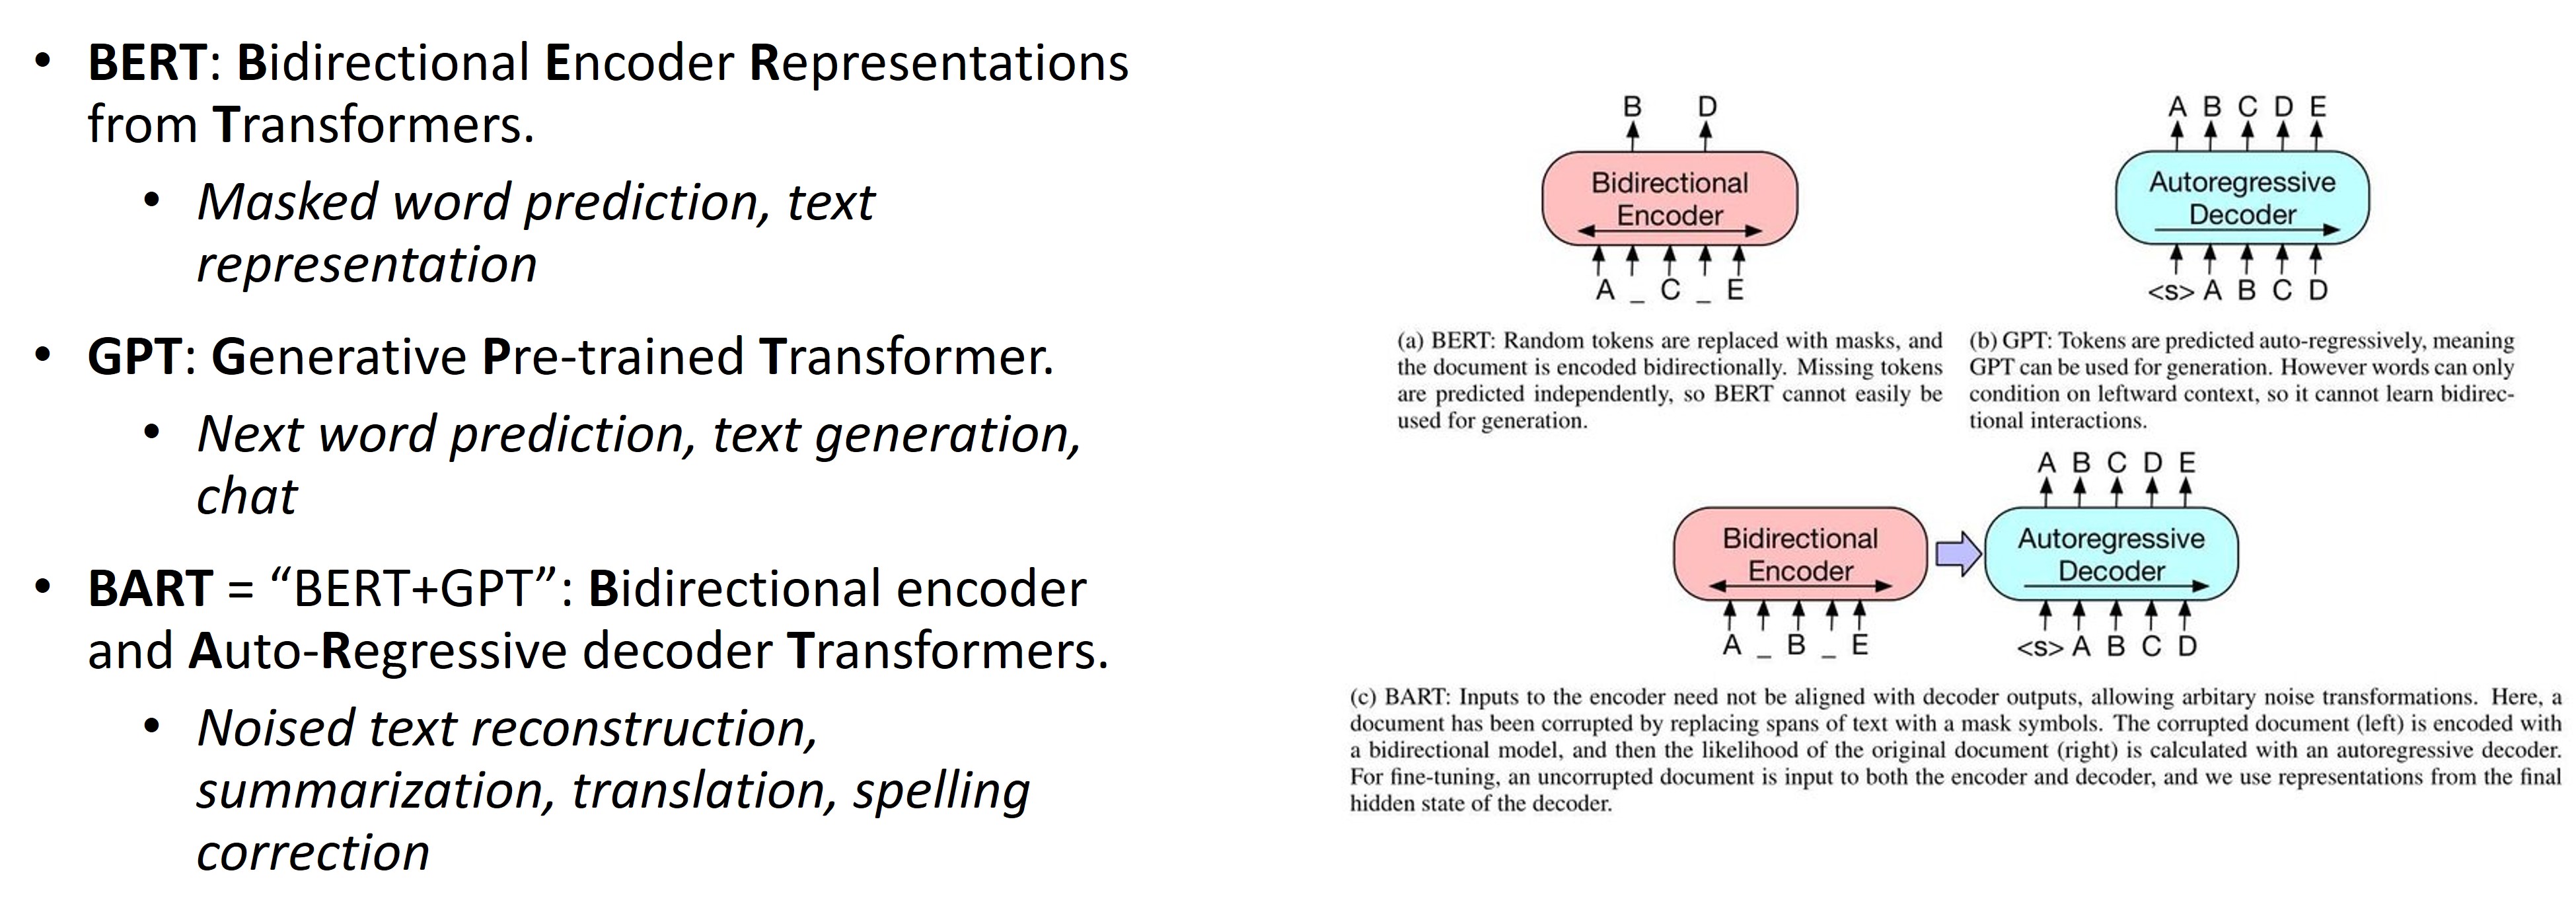 • BERT: Bidirectional Encoder Representations
from Transformers.
• Masked word prediction, text
representation
• GPT: Generative Pre-trained Transformer.
• Next word prediction, text generation,
chat
• BART = “BERT+GPT”: Bidirectional encoder
and Auto-Regressive decoder Transformers.
• Noised text reconstruction,
summarization, translation, spelling
correction
B D
Bidirectional
Encoder
A _ C _ E
(a) BERT: Random tokens are replaced with masks, and
the document is encoded bidirectionally. Missing tokens
are predicted independently, so BERT cannot easily be
used for generation.
A B C D E
Autoregressive
Decoder
<s> A B C D
(b) GPT: Tokens are predicted auto-regressively, meaning
GPT can be used for generation. However words can only
condition on leftward context, so it cannot learn bidirec-
tional interactions.
Bidirectional
Encoder
A _ B _ E
A B C D E
Autoregressive
Decoder
<s> A B C D
(c) BART: Inputs to the encoder need not be aligned with decoder outputs, allowing arbitary noise transformations. Here, a
document has been corrupted by replacing spans of text with a mask symbols. The corrupted document (left) is encoded with
a bidirectional model, and then the likelihood of the original document (right) is calculated with an autoregressive decoder.
For fine-tuning, an uncorrupted document is input to both the encoder and decoder, and we use representations from the final
hidden state of the decoder.